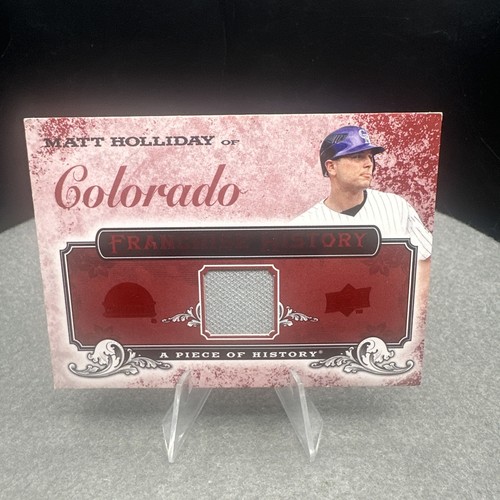 MATT HOLLIDAY OF
Colorado
FRANCHISE HISTORY
A PIECE OF HISTORY®